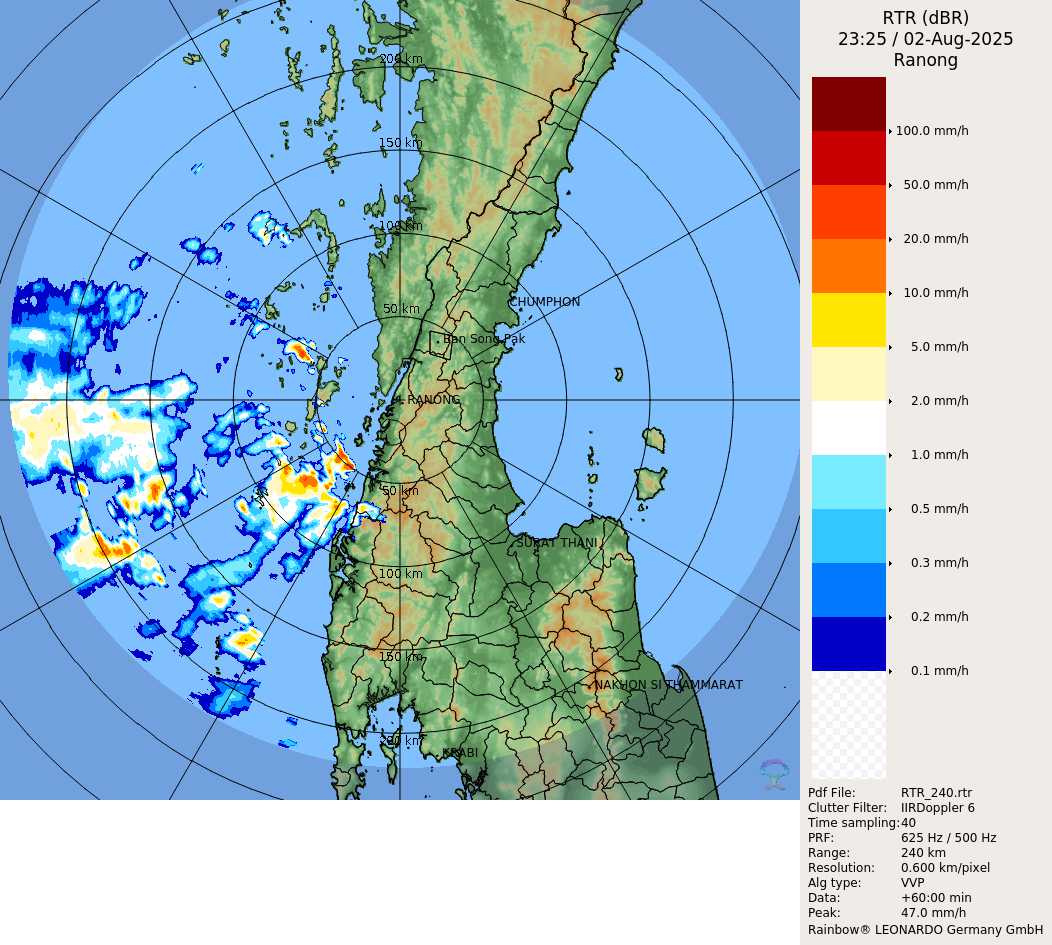 RTR (dBR)
23:25 / 02-Aug-2025
Ranong
100.0 mm/h
50.0 mm/h
20.0 mm/h
10.0 mm/h
5.0 mm/h
2.0 mm/h
1.0 mm/h
0.5 mm/h
0.3 mm/h
0.2 mm/h
0.1 mm/h
Pdf File: RTR_240.rtr
Clutter Filter: IIRDoppler 6
Time sampling: 40
PRF: 625 Hz / 500 Hz
Range: 240 km
Resolution: 0.600 km/pixel
Alg type: VVP
Data: +60:00 min
Peak: 47.0 mm/h
Rainbow® LEONARDO Germany GmbH
200 km
150 km
100 km
CHUMPHON
50 km
Ban Song Pak
RANONG
50 km
SURAT THANI
100 km
150 km
NAKHON SI THAMMARAT
200 km
KRABI